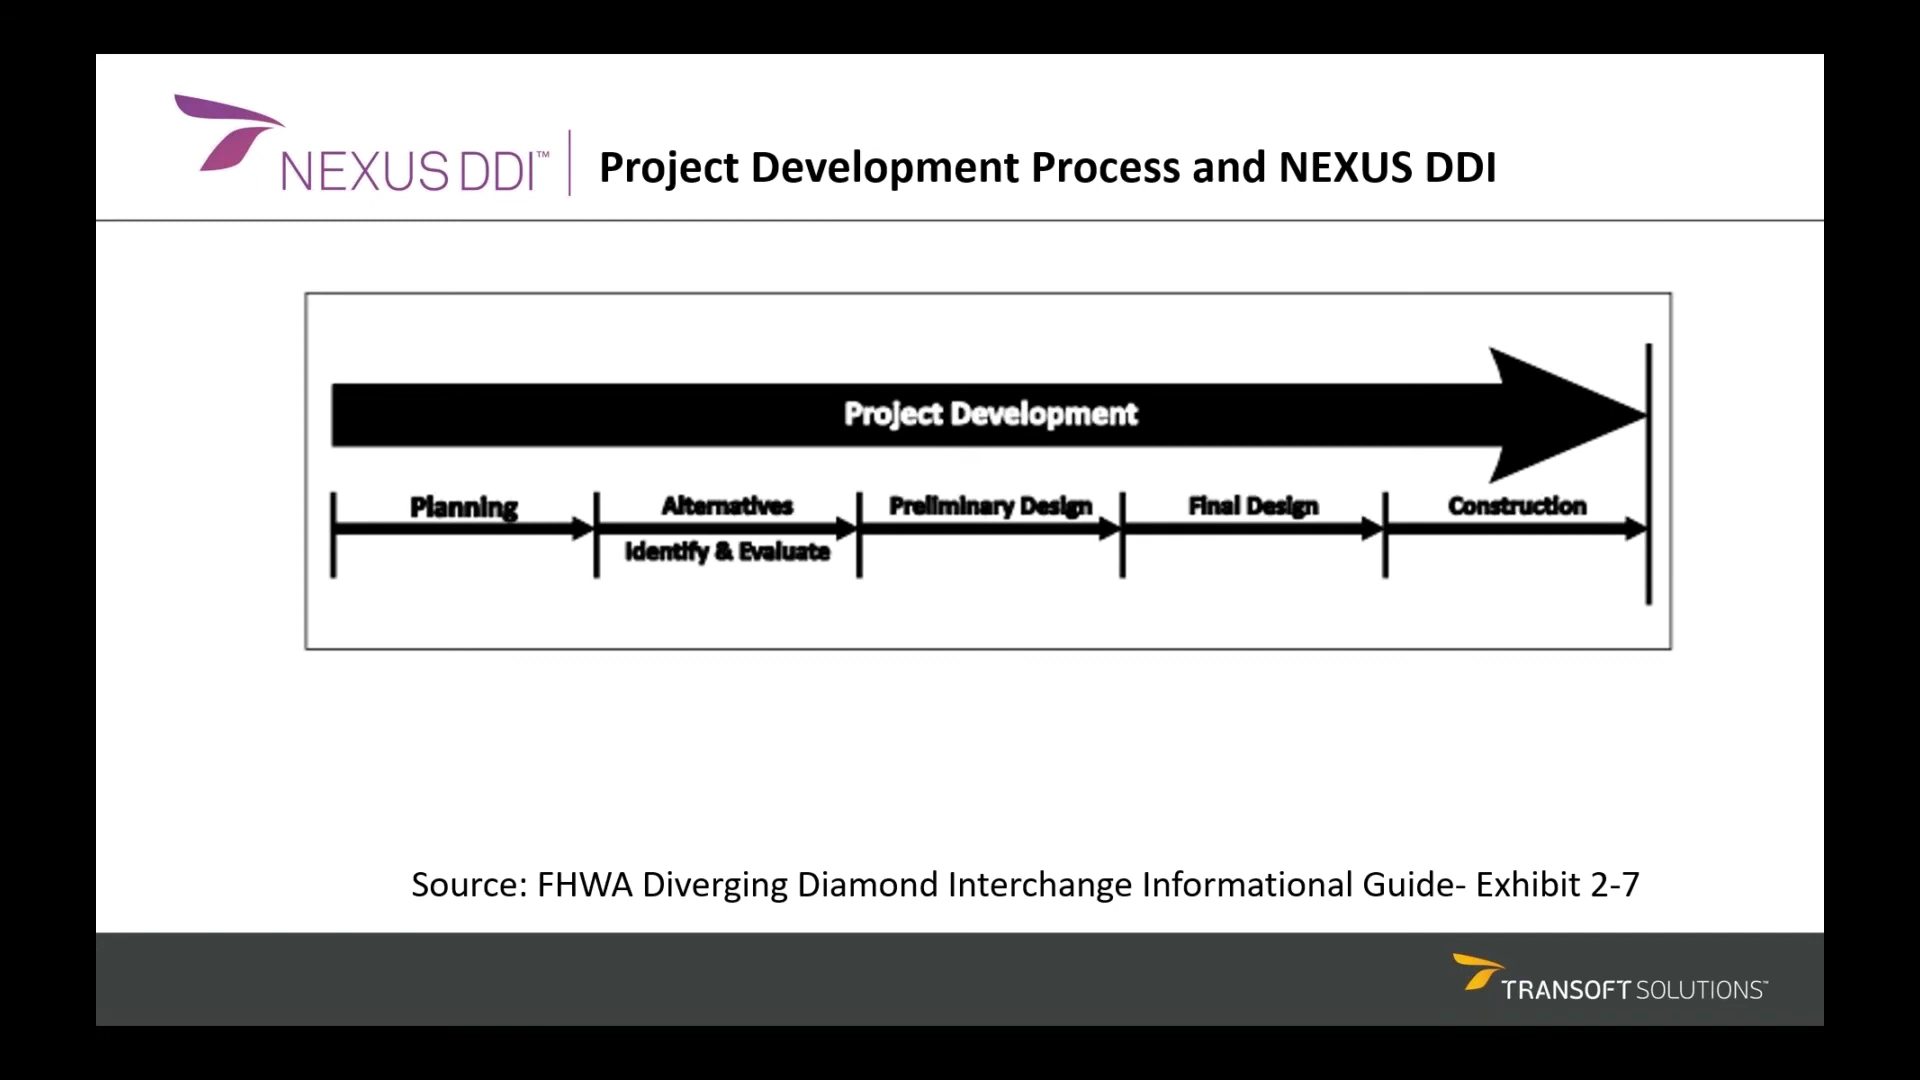 NEXUS DDI™
Project Development Process and NEXUS DDI
Project Development
Planning
Alternatives
Identify & Evaluate
Preliminary Design
Final Design
Construction
Source: FHWA Diverging Diamond Interchange Informational Guide- Exhibit 2-7
TRANSOFT SOLUTIONS™